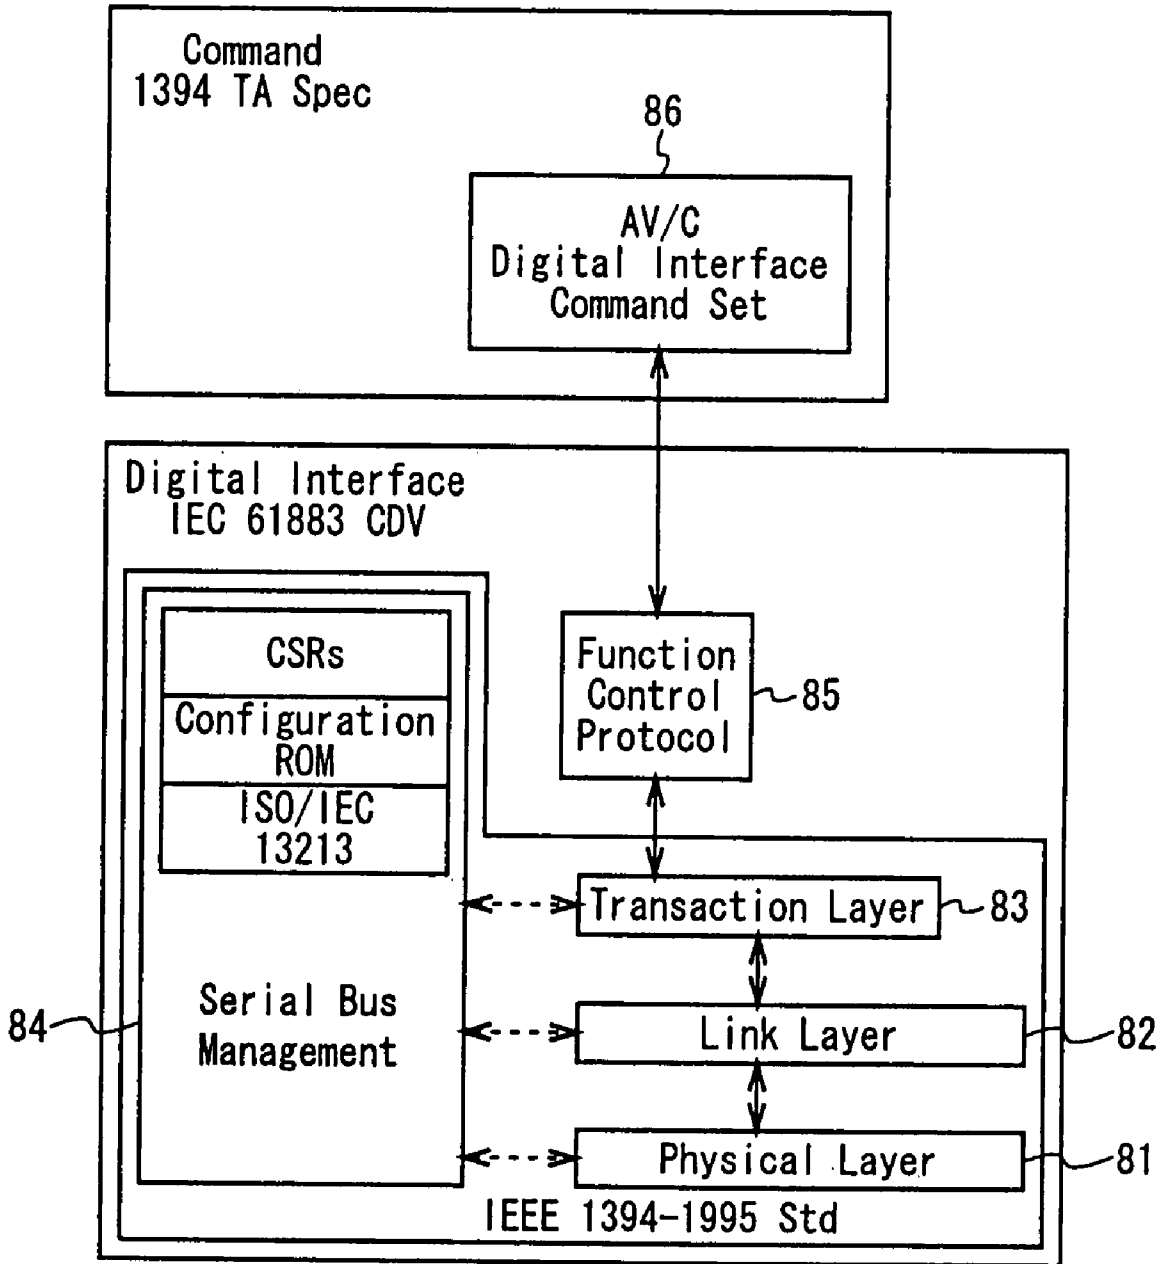 Command
1394 TA Spec
86
AV/C
Digital Interface
Command Set
Digital Interface
IEC 61883 CDV
CSRs
Configuration
ROM
ISO/IEC
13213
Function
Control
Protocol
85
Transaction Layer
83
84
Serial Bus
Management
Link Layer
82
Physical Layer
81
IEEE 1394-1995 Std